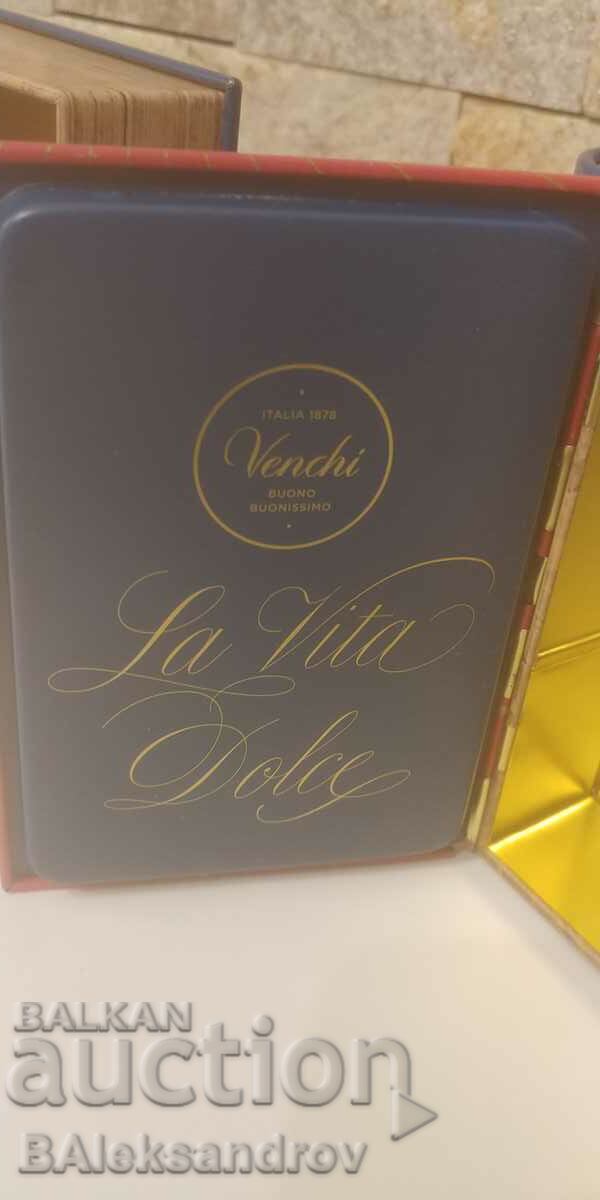 ITALIA 1878
Venchi
BUONO
BUONISSIMO
La Vita
Dolce
BALKAN
auction
BAleksandrov